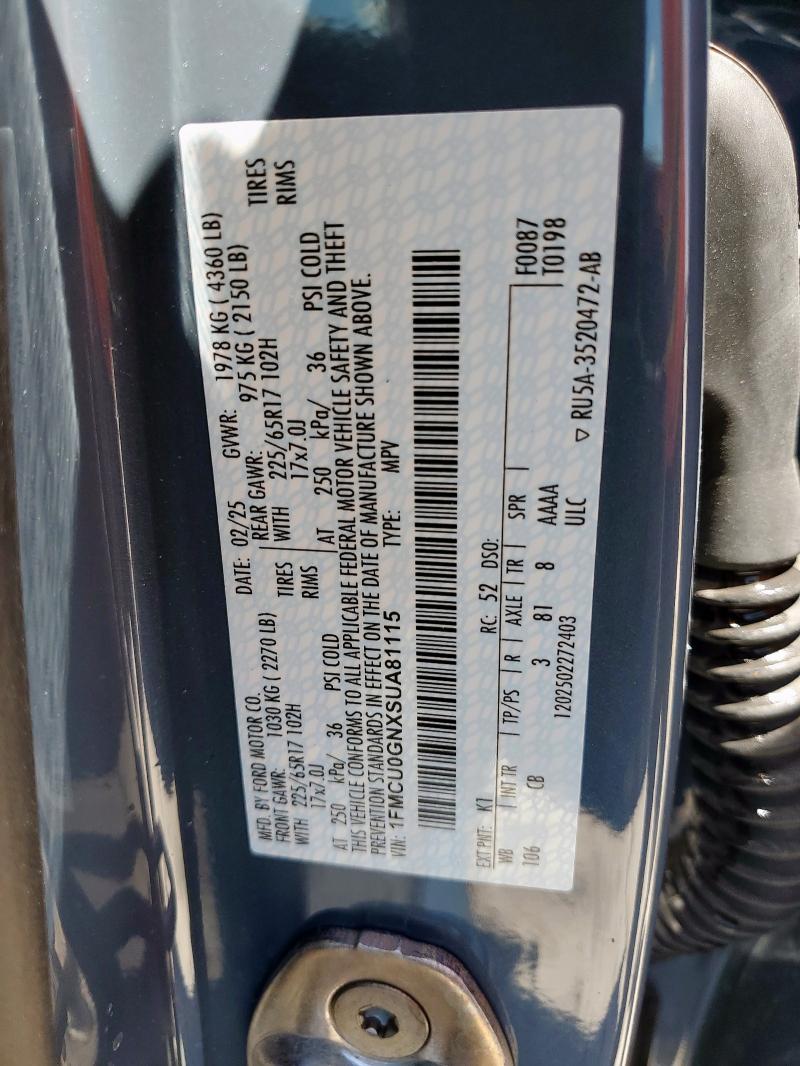 MFD. BY FORD MOTOR CO.
DATE: 02/25 GVWR: 1978 KG ( 4360 LB)
FRONT GAWR: 1030 KG ( 2270 LB) REAR GAWR: 975 KG ( 2150 LB)
WITH 225/65R17 102H TIRES WITH 225/65R17 102H TIRES
17x7.0J RIMS 17x7.0J RIMS
AT 250 kPa/ 36 PSI COLD AT 250 kPa/ 36 PSI COLD
THIS VEHICLE CONFORMS TO ALL APPLICABLE FEDERAL MOTOR VEHICLE SAFETY AND THEFT
PREVENTION STANDARDS IN EFFECT ON THE DATE OF MANUFACTURE SHOWN ABOVE.
VIN: 1FMCU0GNXSUA81115 TYPE: MPV
EXT PNT: K1 RC: 52 DSO:
WB INT TR TP/PS R AXLE TR SPR F0087
T0198
106 CB 3 81 8 AAAA
ULC
1202502272403
▽ RU5A-3520472-AB